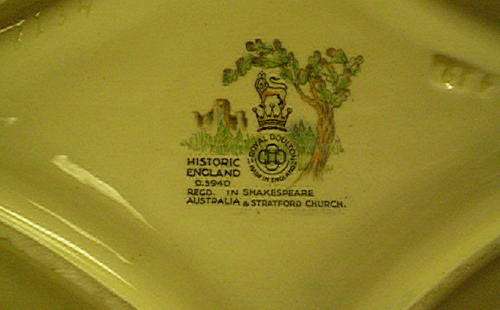 ROYAL DOULTON
MADE IN ENGLAND
HISTORIC
ENGLAND
D.5940
REGD. IN SHAKESPEARE
AUSTRALIA & STRATFORD CHURCH.